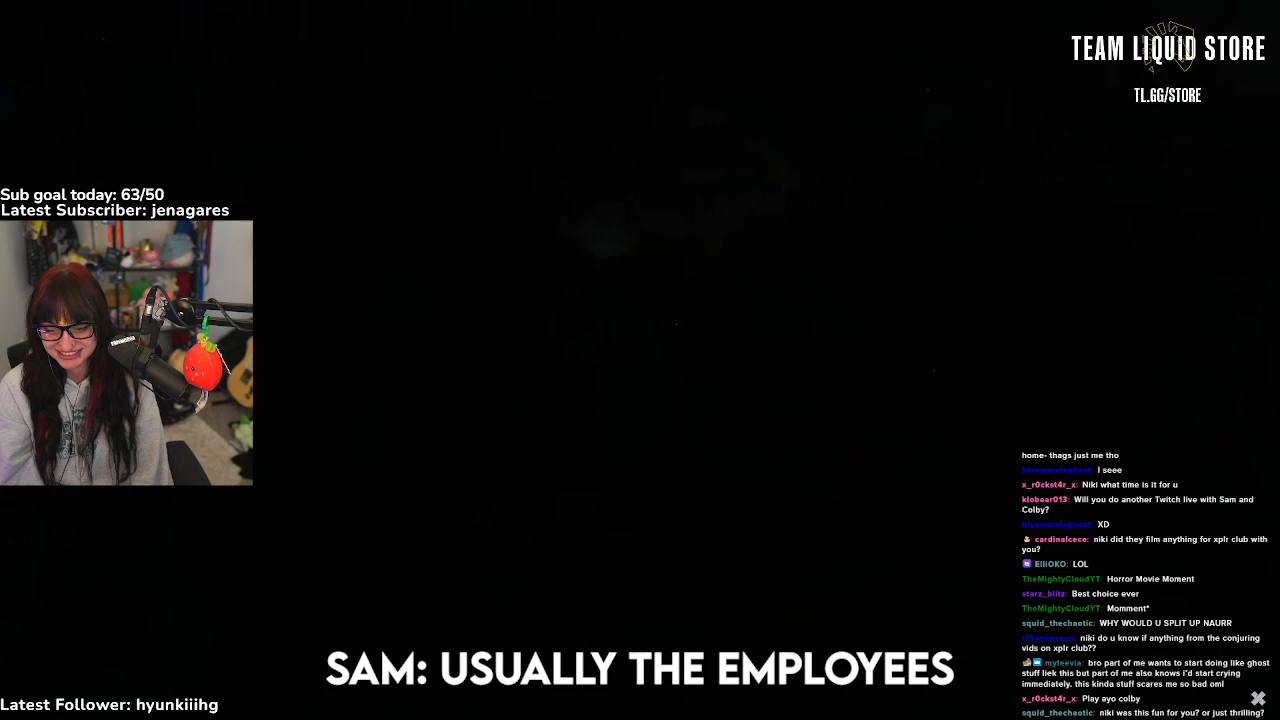 TEAM LIQUID STORE
TL.GG/STORE
Sub goal today: 63/50
Latest Subscriber: jenagares
home- thags just me tho
I seee
x_r0ckst4r_x: Niki what time is it for u
klobear013: Will you do another Twitch live with Sam and
Colby?
XD
cardinalcece: niki did they film anything for xplr club with
you?
ElliOKO: LOL
TheMightyCloudYT: Horror Movie Moment
starz_blitz: Best choice ever
TheMightyCloudYT: Momment*
squid_thechaotic: WHY WOULD U SPLIT UP NAURR
niki do u know if anything from the conjuring
vids on xplr club??
myleevia: bro part of me wants to start doing like ghost
stuff liek this but part of me also knows I'd start crying
immediately. this kinda stuff scares me so bad oml
x_r0ckst4r_x: Play ayo colby
squid_thechaotic: niki was this fun for you? or just thrilling?
SAM: USUALLY THE EMPLOYEES
Latest Follower: hyunkiiihg